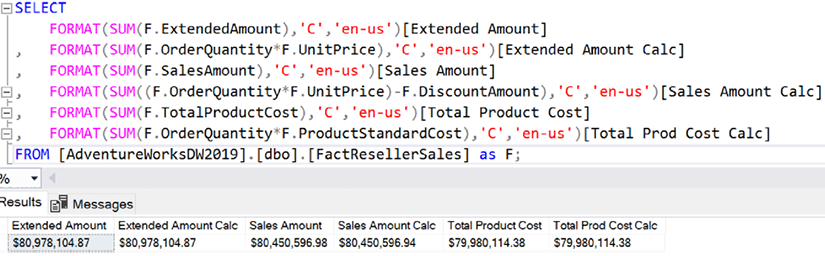 SELECT
FORMAT(SUM(F.ExtendedAmount),'C','en-us')[Extended Amount]
, FORMAT(SUM(F.OrderQuantity*F.UnitPrice),'C','en-us')[Extended Amount Calc]
, FORMAT(SUM(F.SalesAmount),'C','en-us')[Sales Amount]
, FORMAT(SUM((F.OrderQuantity*F.UnitPrice)-F.DiscountAmount),'C','en-us')[Sales Amount Calc]
, FORMAT(SUM(F.TotalProductCost),'C','en-us')[Total Product Cost]
, FORMAT(SUM(F.OrderQuantity*F.ProductStandardCost),'C','en-us')[Total Prod Cost Calc]
FROM [AdventureWorksDW2019].[dbo].[FactResellerSales] as F;
%
Results Messages
Extended Amount Extended Amount Calc Sales Amount Sales Amount Calc Total Product Cost Total Prod Cost Calc
$80,978,104.87 $80,978,104.87 $80,450,596.98 $80,450,596.94 $79,980,114.38 $79,980,114.38